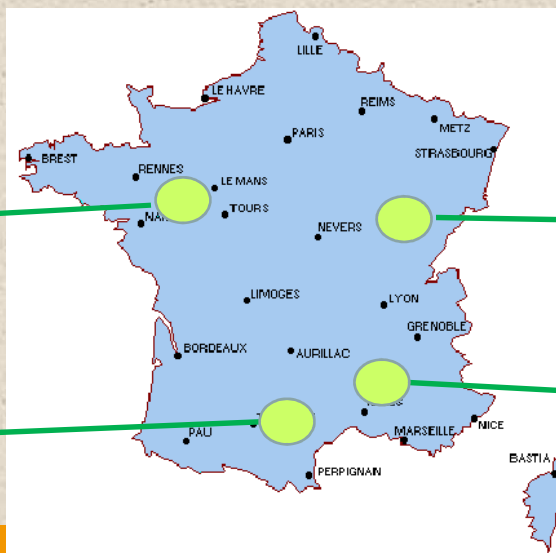 LILLE
LE HAVRE
REIMS
METZ
PARIS
STRASBOURG
BREST
RENNES
LE MANS
TOURS
NEVERS
LIMOGES
LYON
GRENOBLE
BORDEAUX
AURILLAC
PAU
MARSEILLE
NICE
BASTIA
PERPIGNAIN